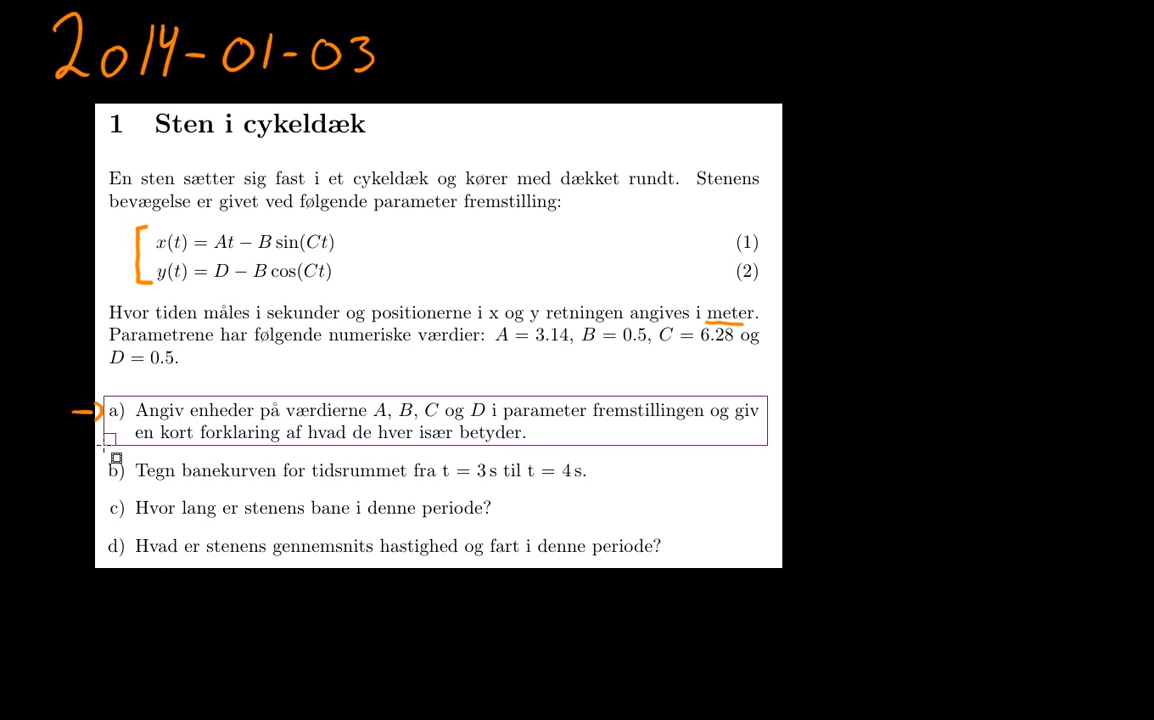 2014-01-03
1 Sten i cykeldæk
En sten sætter sig fast i et cykeldæk og kører med dækket rundt. Stenens
bevægelse er givet ved følgende parameter fremstilling:
x(t) = At − B sin(Ct) (1)
y(t) = D − B cos(Ct) (2)
Hvor tiden måles i sekunder og positionerne i x og y retningen angives i meter.
Parametrene har følgende numeriske værdier: A = 3.14, B = 0.5, C = 6.28 og
D = 0.5.
a) Angiv enheder på værdierne A, B, C og D i parameter fremstillingen og giv
en kort forklaring af hvad de hver især betyder.
b) Tegn banekurven for tidsrummet fra t = 3 s til t = 4 s.
c) Hvor lang er stenens bane i denne periode?
d) Hvad er stenens gennemsnits hastighed og fart i denne periode?